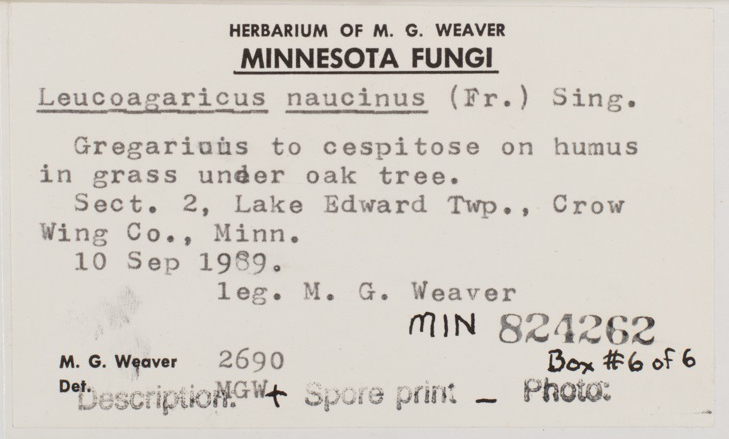 HERBARIUM OF M. G. WEAVER
MINNESOTA FUNGI
Leucoagaricus naucinus (Fr.) Sing.
Gregarious to cespitose on humus
in grass under oak tree.
Sect. 2, Lake Edward Twp., Crow
Wing Co., Minn.
10 Sep 1989.
leg. M. G. Weaver
MIN 824262
M. G. Weaver 2690
Box #6 of 6
Det. MGW
Description: + Spore print - Photo: